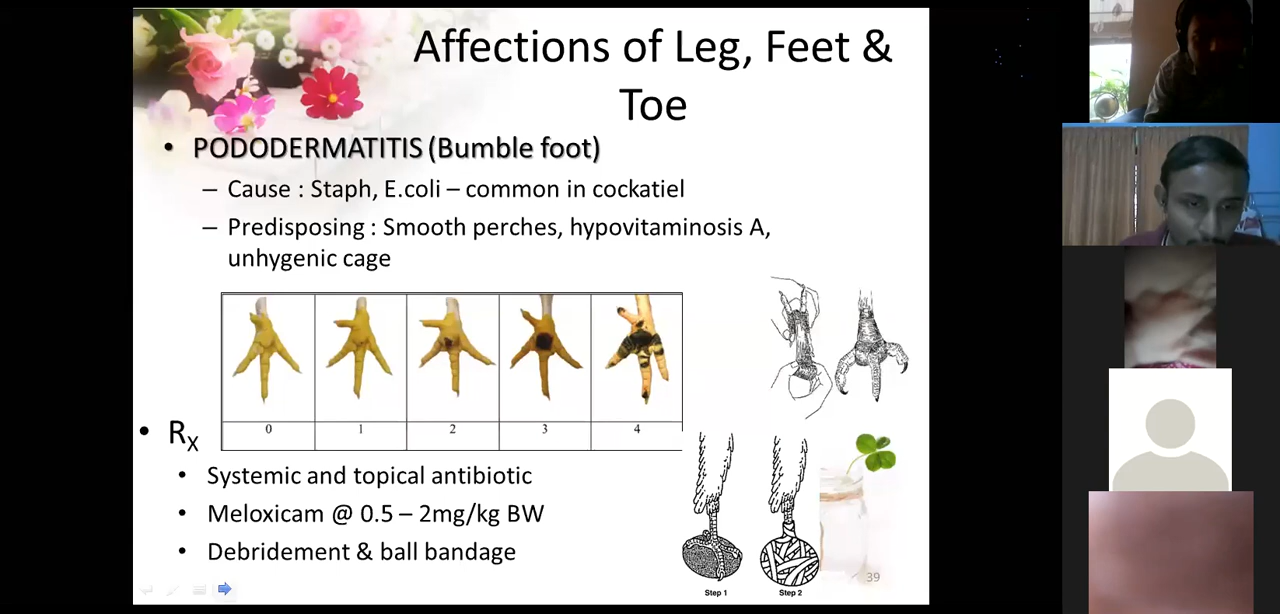 Affections of Leg, Feet &
Toe
• PODODERMATITIS (Bumble foot)
– Cause : Staph, E.coli – common in cockatiel
– Predisposing : Smooth perches, hypovitaminosis A,
unhygenic cage
0 1 2 3 4
• Rx
• Systemic and topical antibiotic
• Meloxicam @ 0.5 – 2mg/kg BW
• Debridement & ball bandage
Step 1 Step 2
39